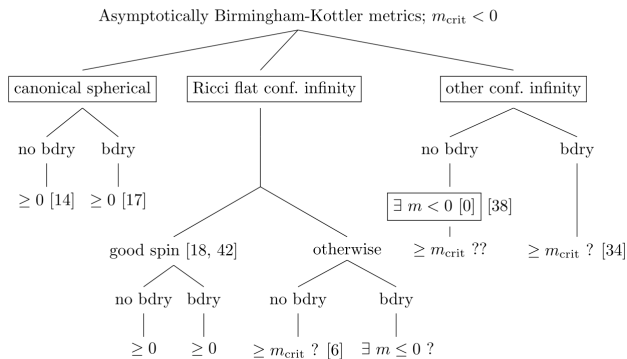 Asymptotically Birmingham-Kottler metrics; m_crit < 0
canonical spherical Ricci flat conf. infinity other conf. infinity
no bdry bdry no bdry bdry
≥ 0 [14] ≥ 0 [17] ∃ m < 0 [0] [38]
good spin [18, 42] otherwise ≥ m_crit ?? ≥ m_crit ? [34]
no bdry bdry no bdry bdry
≥ 0 ≥ 0 ≥ m_crit ? [6] ∃ m ≤ 0 ?